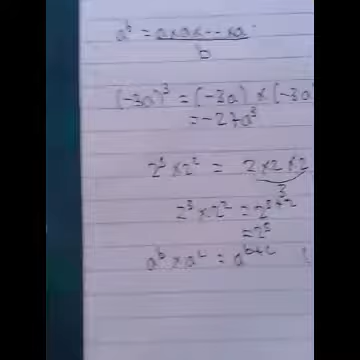 a^b = a×a×...×a
b
(-3a)^3 = (-3a) × (-3a)
= -27a^3
2^3 × 2^2 = 2×2×2
3
2^3 × 2^2 = 2^{3+2}
= 2^5
a^b × a^c = a^{b+c}